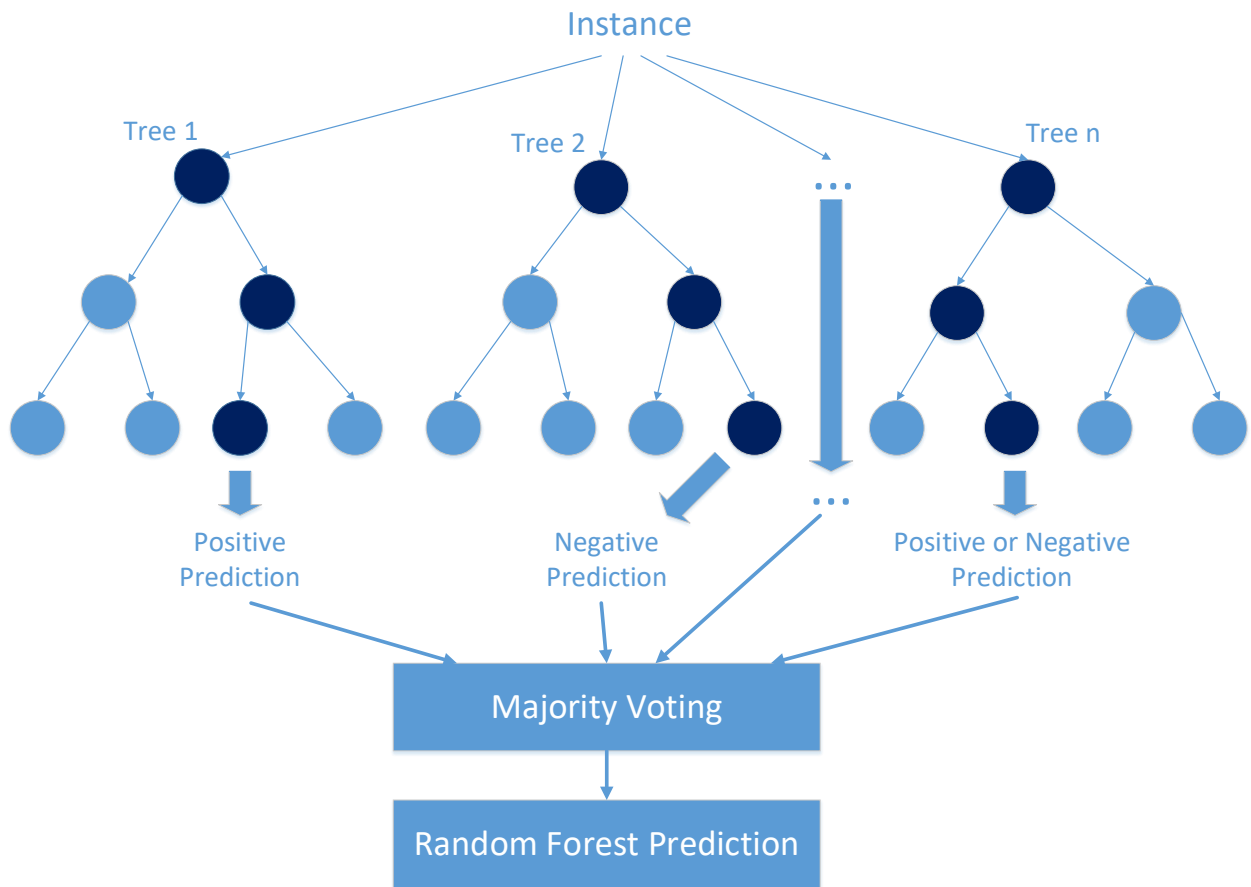 Instance
Tree 1
Tree 2
Tree n
...
...
Positive
Prediction
Negative
Prediction
Positive or Negative
Prediction
Majority Voting
Random Forest Prediction